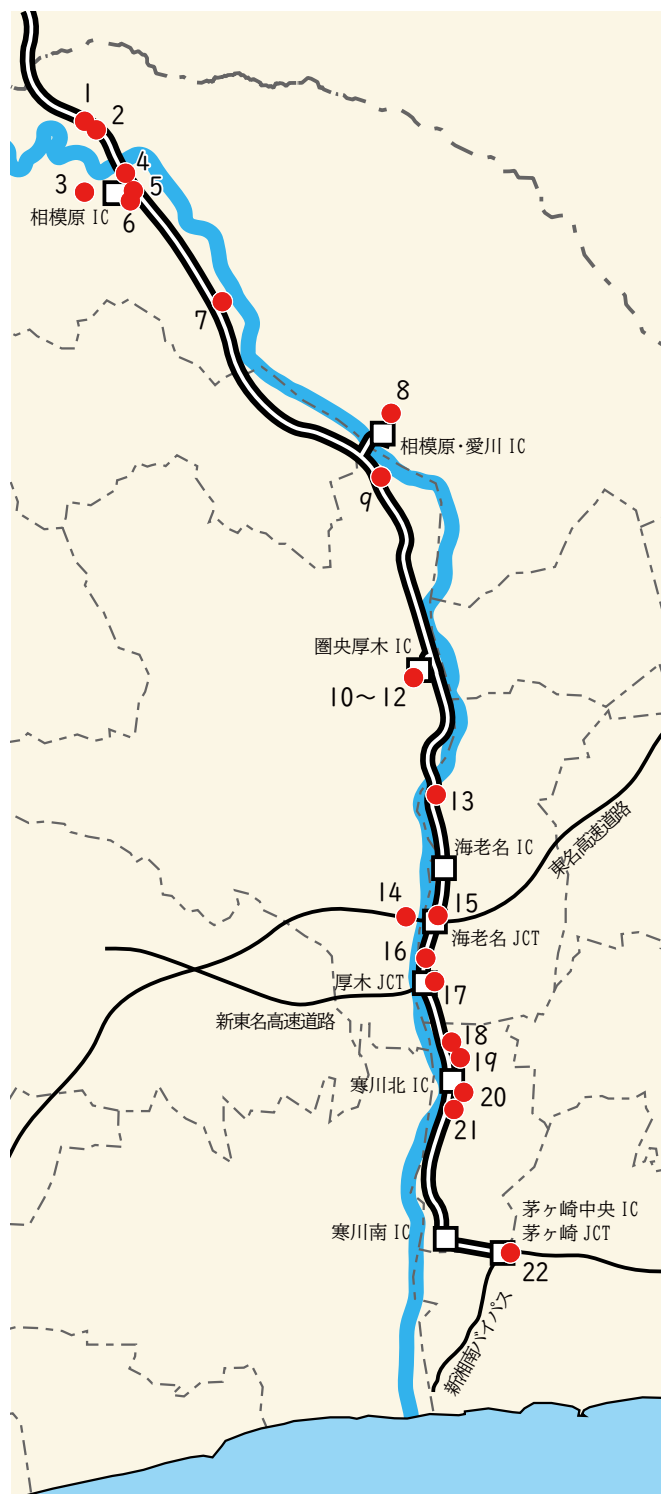 1
2
3
4
5
6
相模原 IC
7
8
相模原・愛川 IC
9
圏央厚木 IC
10～12
13
海老名 IC
東名高速道路
14
15
海老名 JCT
16
厚木 JCT
17
新東名高速道路
18
19
寒川北 IC
20
21
寒川南 IC
茅ヶ崎中央 IC
茅ヶ崎 JCT
22
新湘南バイパス